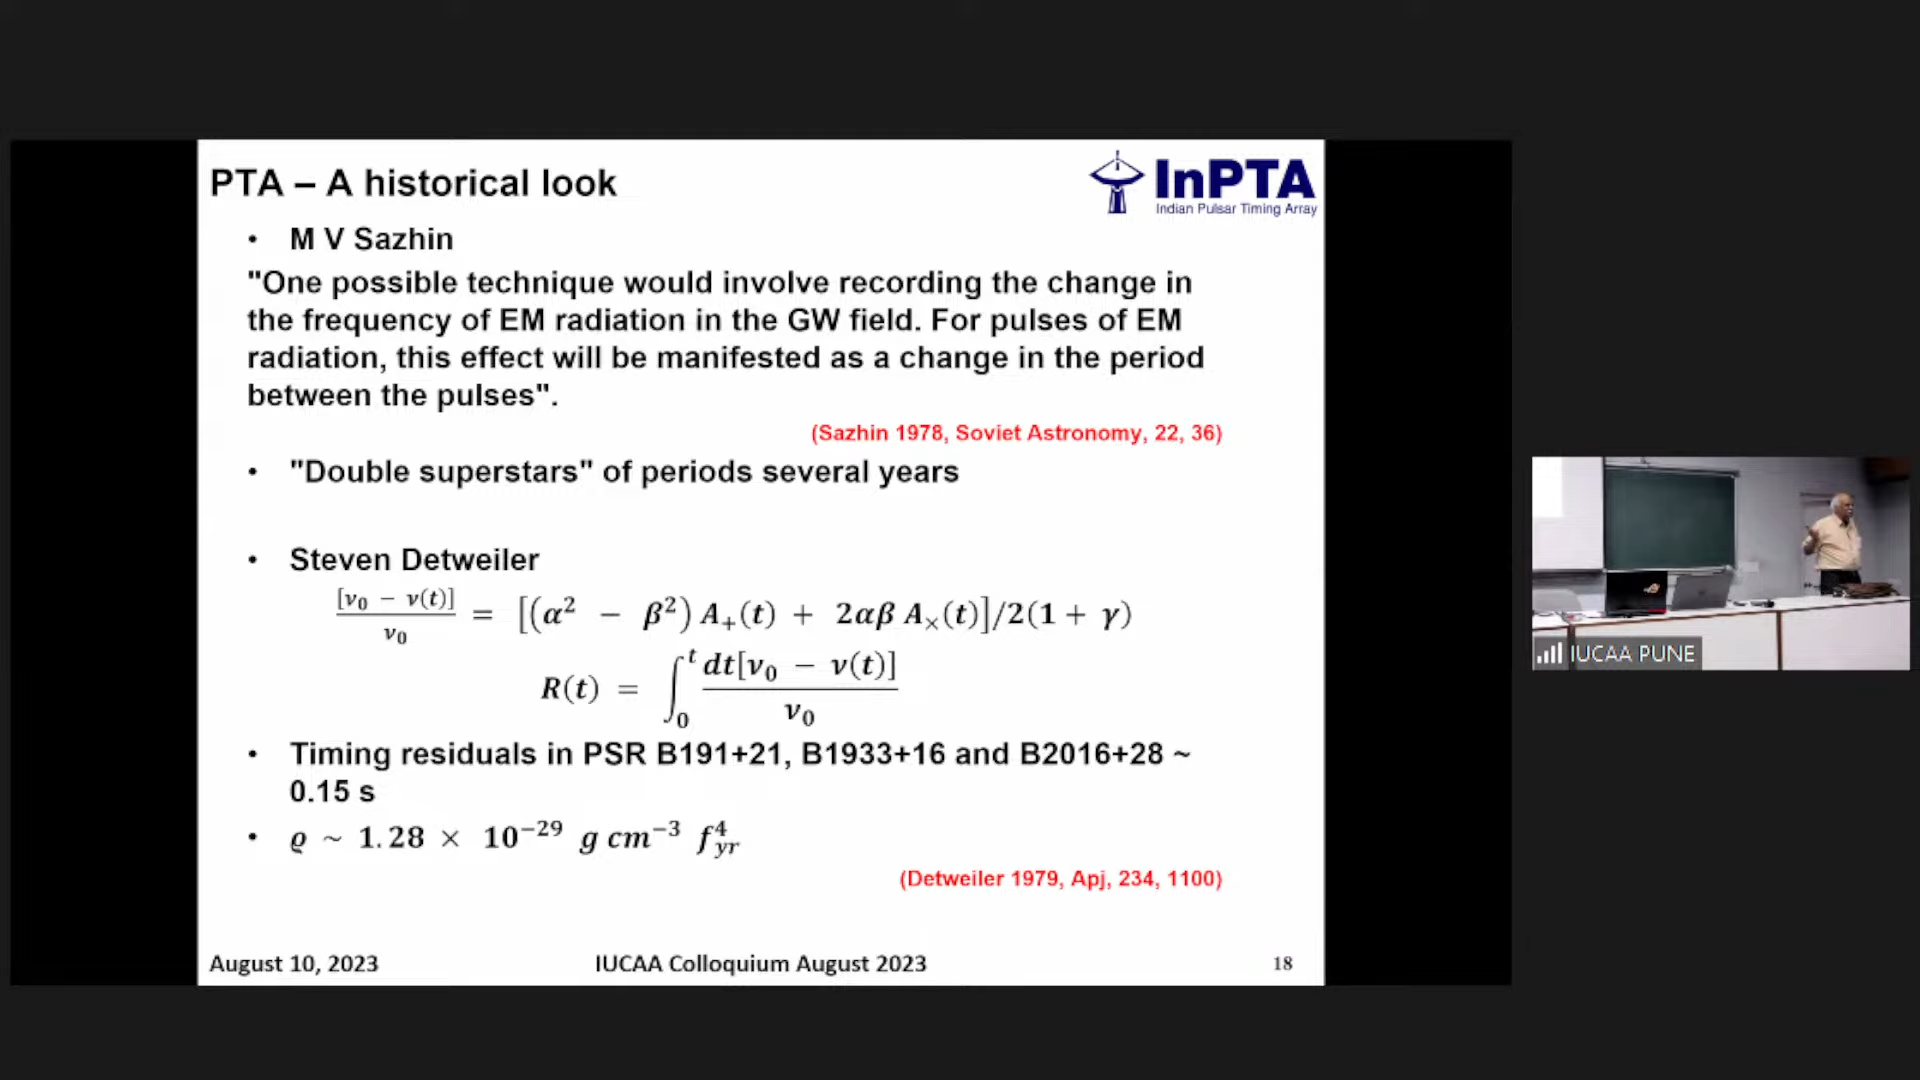 PTA – A historical look
InPTA
Indian Pulsar Timing Array
• M V Sazhin
"One possible technique would involve recording the change in
the frequency of EM radiation in the GW field. For pulses of EM
radiation, this effect will be manifested as a change in the period
between the pulses".
(Sazhin 1978, Soviet Astronomy, 22, 36)
• "Double superstars" of periods several years
• Steven Detweiler
[ν₀ − ν(t)]/ν₀ = [(α² − β²) A₊(t) + 2αβ A×(t)]/2(1 + γ)
R(t) = ∫₀ᵗ dt[ν₀ − ν(t)]/ν₀
• Timing residuals in PSR B191+21, B1933+16 and B2016+28 ~
0.15 s
• ϱ ~ 1.28 × 10⁻²⁹ g cm⁻³ f⁴yr
(Detweiler 1979, Apj, 234, 1100)
August 10, 2023
IUCAA Colloquium August 2023
18
IUCAA PUNE